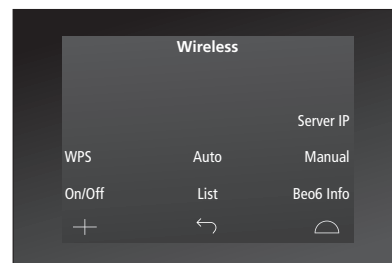 Wireless
Server IP
WPS Auto Manual
On/Off List Beo6 Info